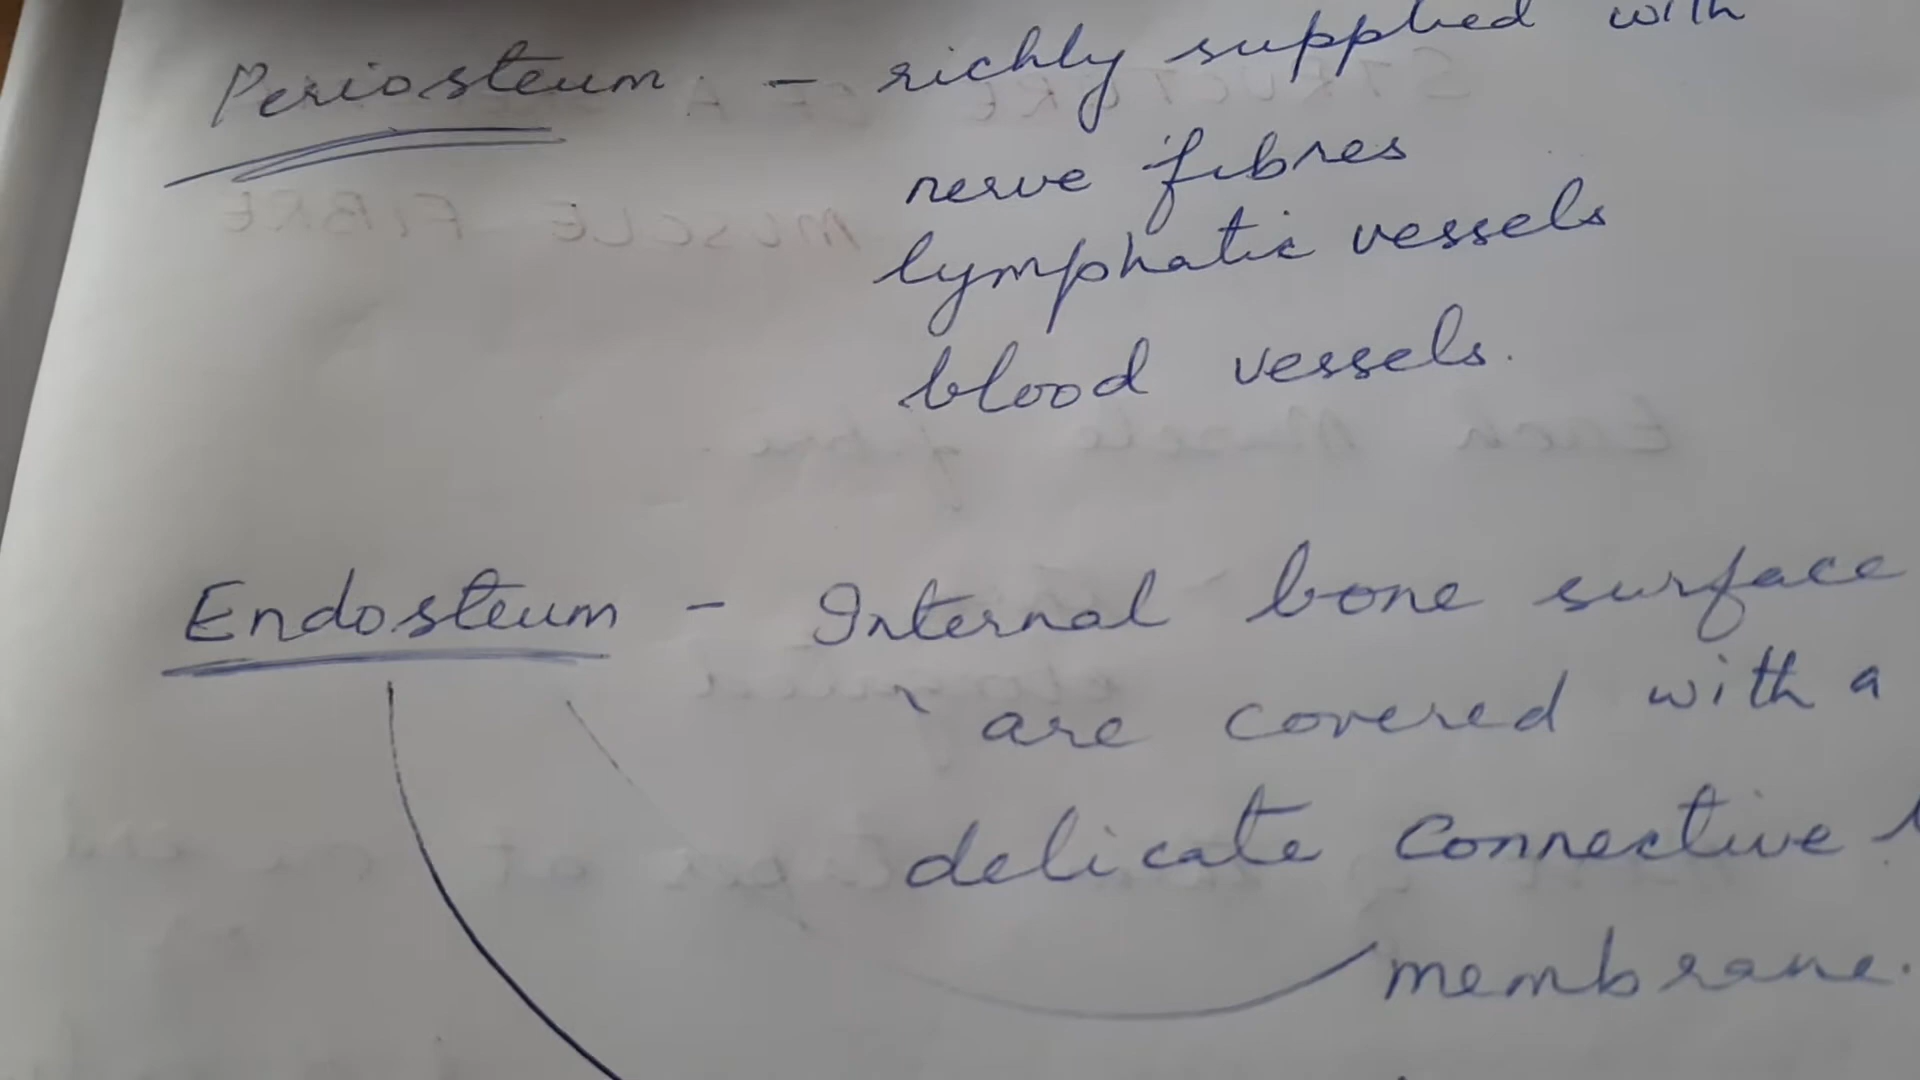 Periosteum - richly supplied with
nerve fibres
lymphatic vessels
blood vessels.
Endosteum - Internal bone surface
are covered with a
delicate connective
membrane.